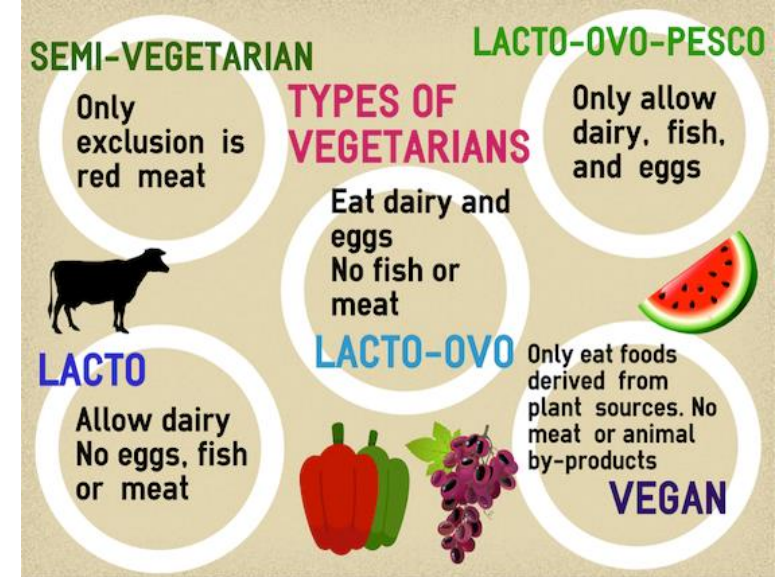 SEMI-VEGETARIAN
Only
exclusion is
red meat
TYPES OF
VEGETARIANS
LACTO-OVO-PESCO
Only allow
dairy, fish,
and eggs
Eat dairy and
eggs
No fish or
meat
LACTO-OVO
LACTO
Allow dairy
No eggs, fish
or meat
Only eat foods
derived from
plant sources. No
meat or animal
by-products
VEGAN